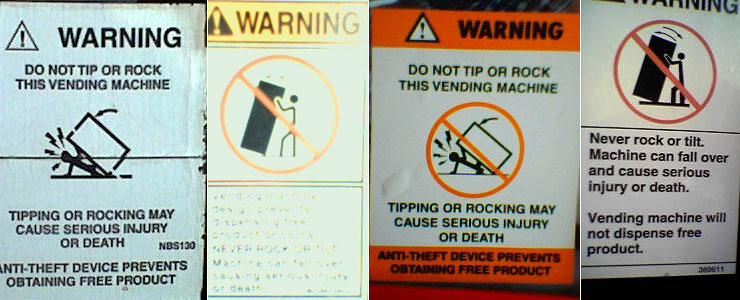 WARNING
DO NOT TIP OR ROCK
THIS VENDING MACHINE
TIPPING OR ROCKING MAY
CAUSE SERIOUS INJURY
OR DEATH
NBS130
ANTI-THEFT DEVICE PREVENTS
OBTAINING FREE PRODUCT
WARNING
Vending machine
design prevents
dispensing free
product or coins.
NEVER ROCK OR TILT.
Machine can fall over
causing serious injury
or death.
WARNING
DO NOT TIP OR ROCK
THIS VENDING MACHINE
TIPPING OR ROCKING MAY
CAUSE SERIOUS INJURY
OR DEATH
ANTI-THEFT DEVICE PREVENTS
OBTAINING FREE PRODUCT
WARNING
Never rock or tilt.
Machine can fall over
and cause serious
injury or death.
Vending machine will
not dispense free
product.
389611